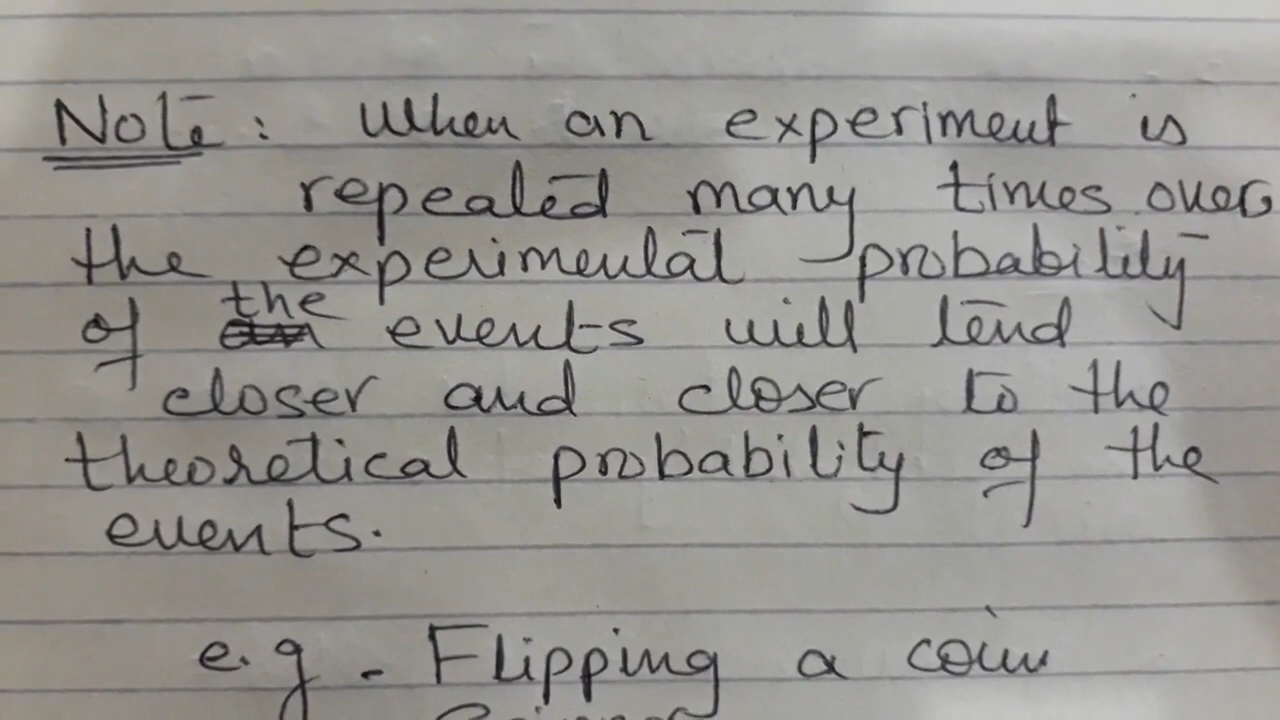 Note: When an experiment is
repeated many times over
the experimental probability
of the events will tend
closer and closer to the
theoretical probability of the
events.
e.g - Flipping a coin